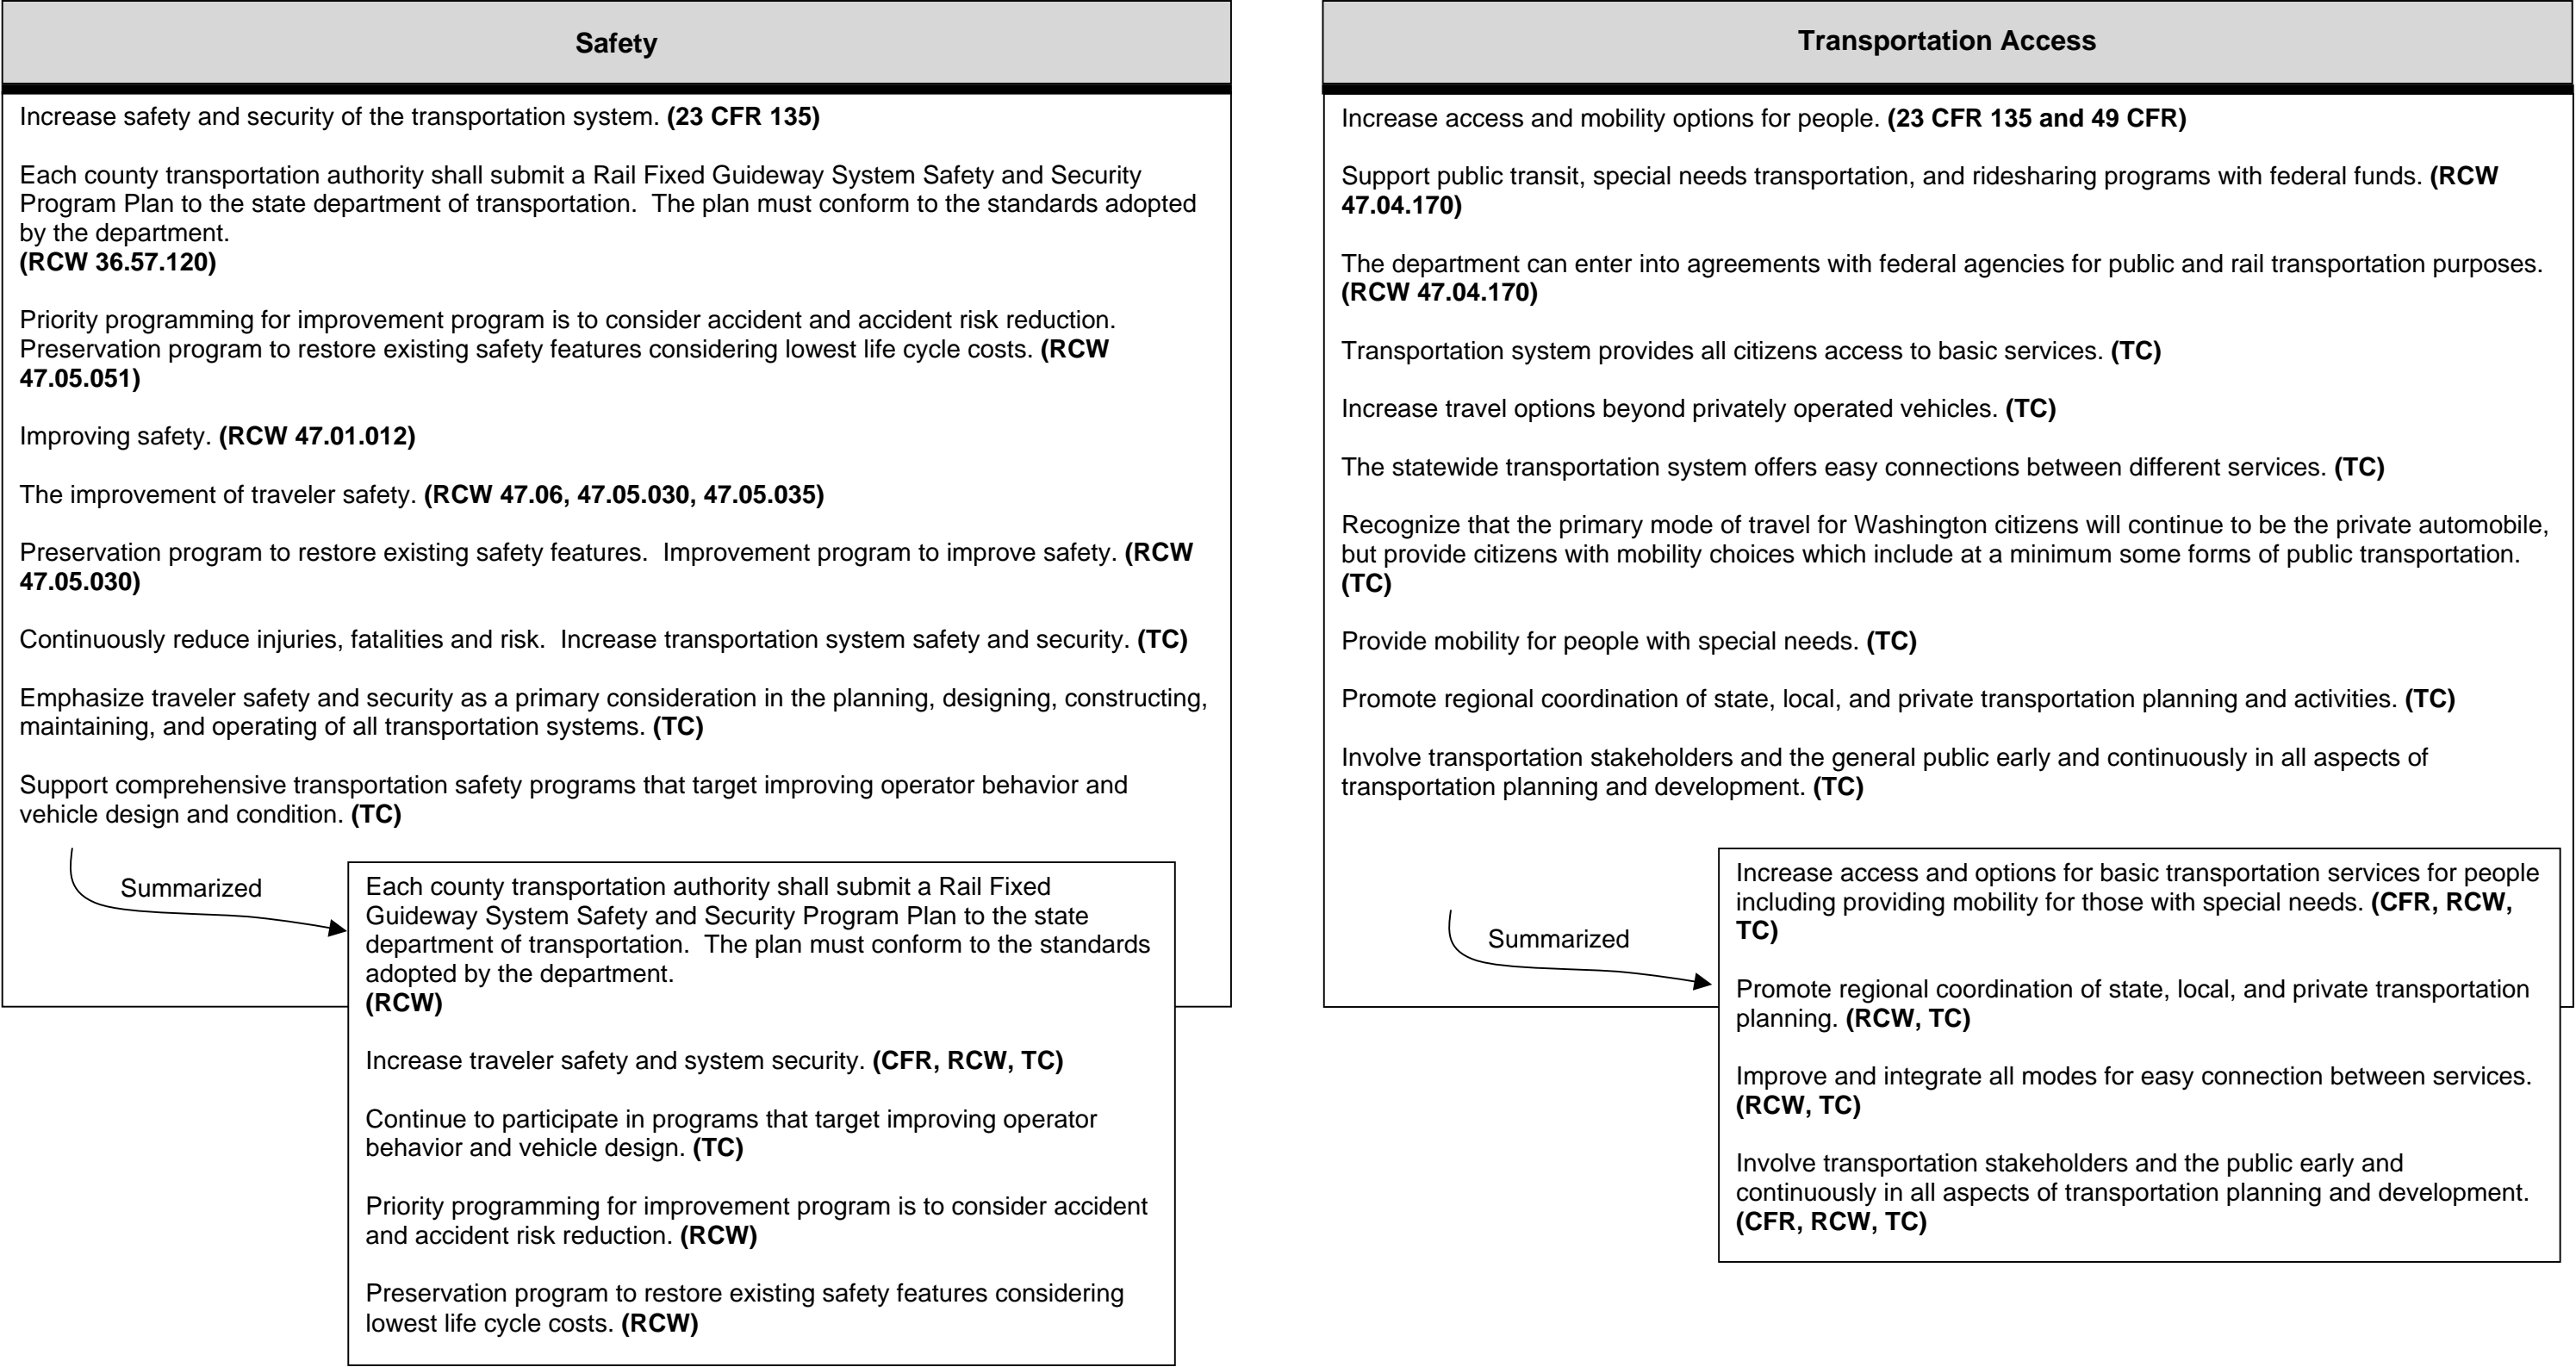 Safety
Increase safety and security of the transportation system. (23 CFR 135)
Each county transportation authority shall submit a Rail Fixed Guideway System Safety and Security
Program Plan to the state department of transportation.  The plan must conform to the standards adopted
by the department.
(RCW 36.57.120)
Priority programming for improvement program is to consider accident and accident risk reduction.
Preservation program to restore existing safety features considering lowest life cycle costs. (RCW
47.05.051)
Improving safety. (RCW 47.01.012)
The improvement of traveler safety. (RCW 47.06, 47.05.030, 47.05.035)
Preservation program to restore existing safety features.  Improvement program to improve safety. (RCW
47.05.030)
Continuously reduce injuries, fatalities and risk.  Increase transportation system safety and security. (TC)
Emphasize traveler safety and security as a primary consideration in the planning, designing, constructing,
maintaining, and operating of all transportation systems. (TC)
Support comprehensive transportation safety programs that target improving operator behavior and
vehicle design and condition. (TC)
Summarized
Each county transportation authority shall submit a Rail Fixed
Guideway System Safety and Security Program Plan to the state
department of transportation.  The plan must conform to the standards
adopted by the department.
(RCW)
Increase traveler safety and system security. (CFR, RCW, TC)
Continue to participate in programs that target improving operator
behavior and vehicle design. (TC)
Priority programming for improvement program is to consider accident
and accident risk reduction. (RCW)
Preservation program to restore existing safety features considering
lowest life cycle costs. (RCW)
Transportation Access
Increase access and mobility options for people. (23 CFR 135 and 49 CFR)
Support public transit, special needs transportation, and ridesharing programs with federal funds. (RCW
47.04.170)
The department can enter into agreements with federal agencies for public and rail transportation purposes.
(RCW 47.04.170)
Transportation system provides all citizens access to basic services. (TC)
Increase travel options beyond privately operated vehicles. (TC)
The statewide transportation system offers easy connections between different services. (TC)
Recognize that the primary mode of travel for Washington citizens will continue to be the private automobile,
but provide citizens with mobility choices which include at a minimum some forms of public transportation.
(TC)
Provide mobility for people with special needs. (TC)
Promote regional coordination of state, local, and private transportation planning and activities. (TC)
Involve transportation stakeholders and the general public early and continuously in all aspects of
transportation planning and development. (TC)
Summarized
Increase access and options for basic transportation services for people
including providing mobility for those with special needs. (CFR, RCW,
TC)
Promote regional coordination of state, local, and private transportation
planning. (RCW, TC)
Improve and integrate all modes for easy connection between services.
(RCW, TC)
Involve transportation stakeholders and the public early and
continuously in all aspects of transportation planning and development.
(CFR, RCW, TC)